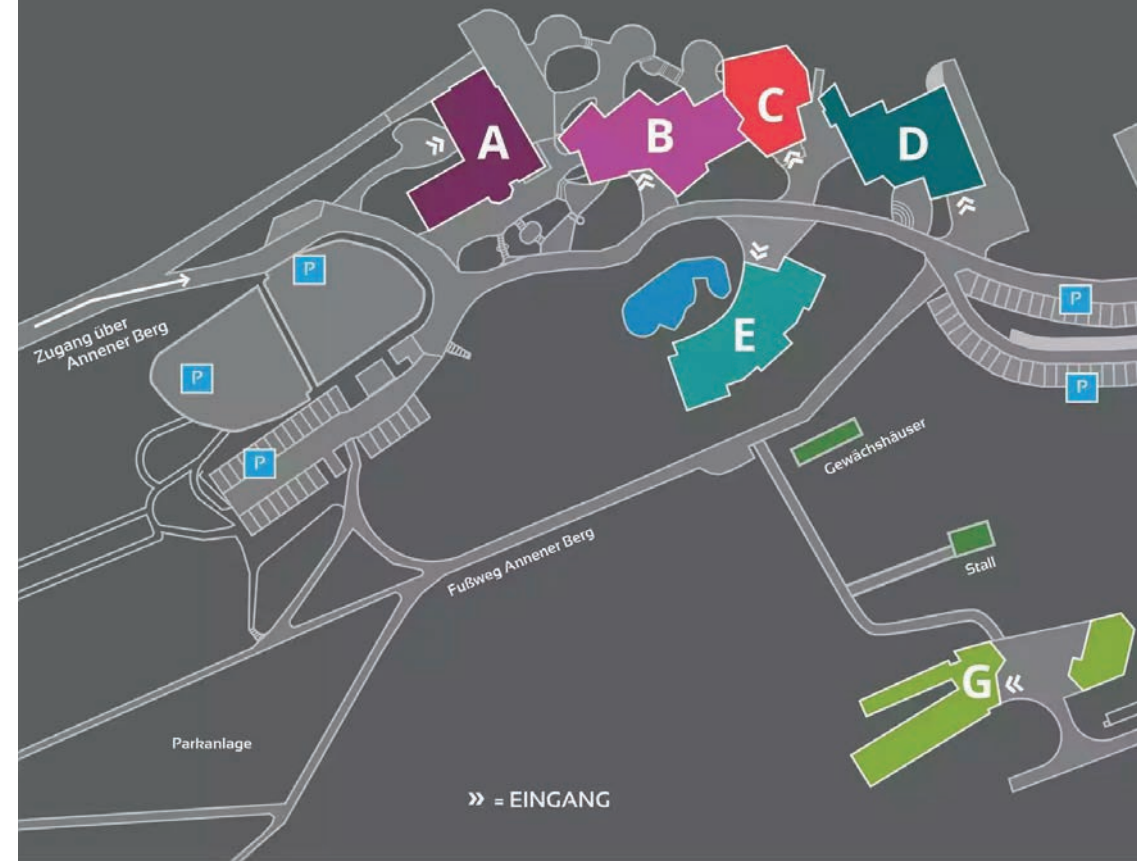 A
B
C
D
P
Zugang über
Annener Berg
P
P
P
P
E
Gewächshäuser
Fußweg Annener Berg
Stall
G
Parkanlage
» = EINGANG